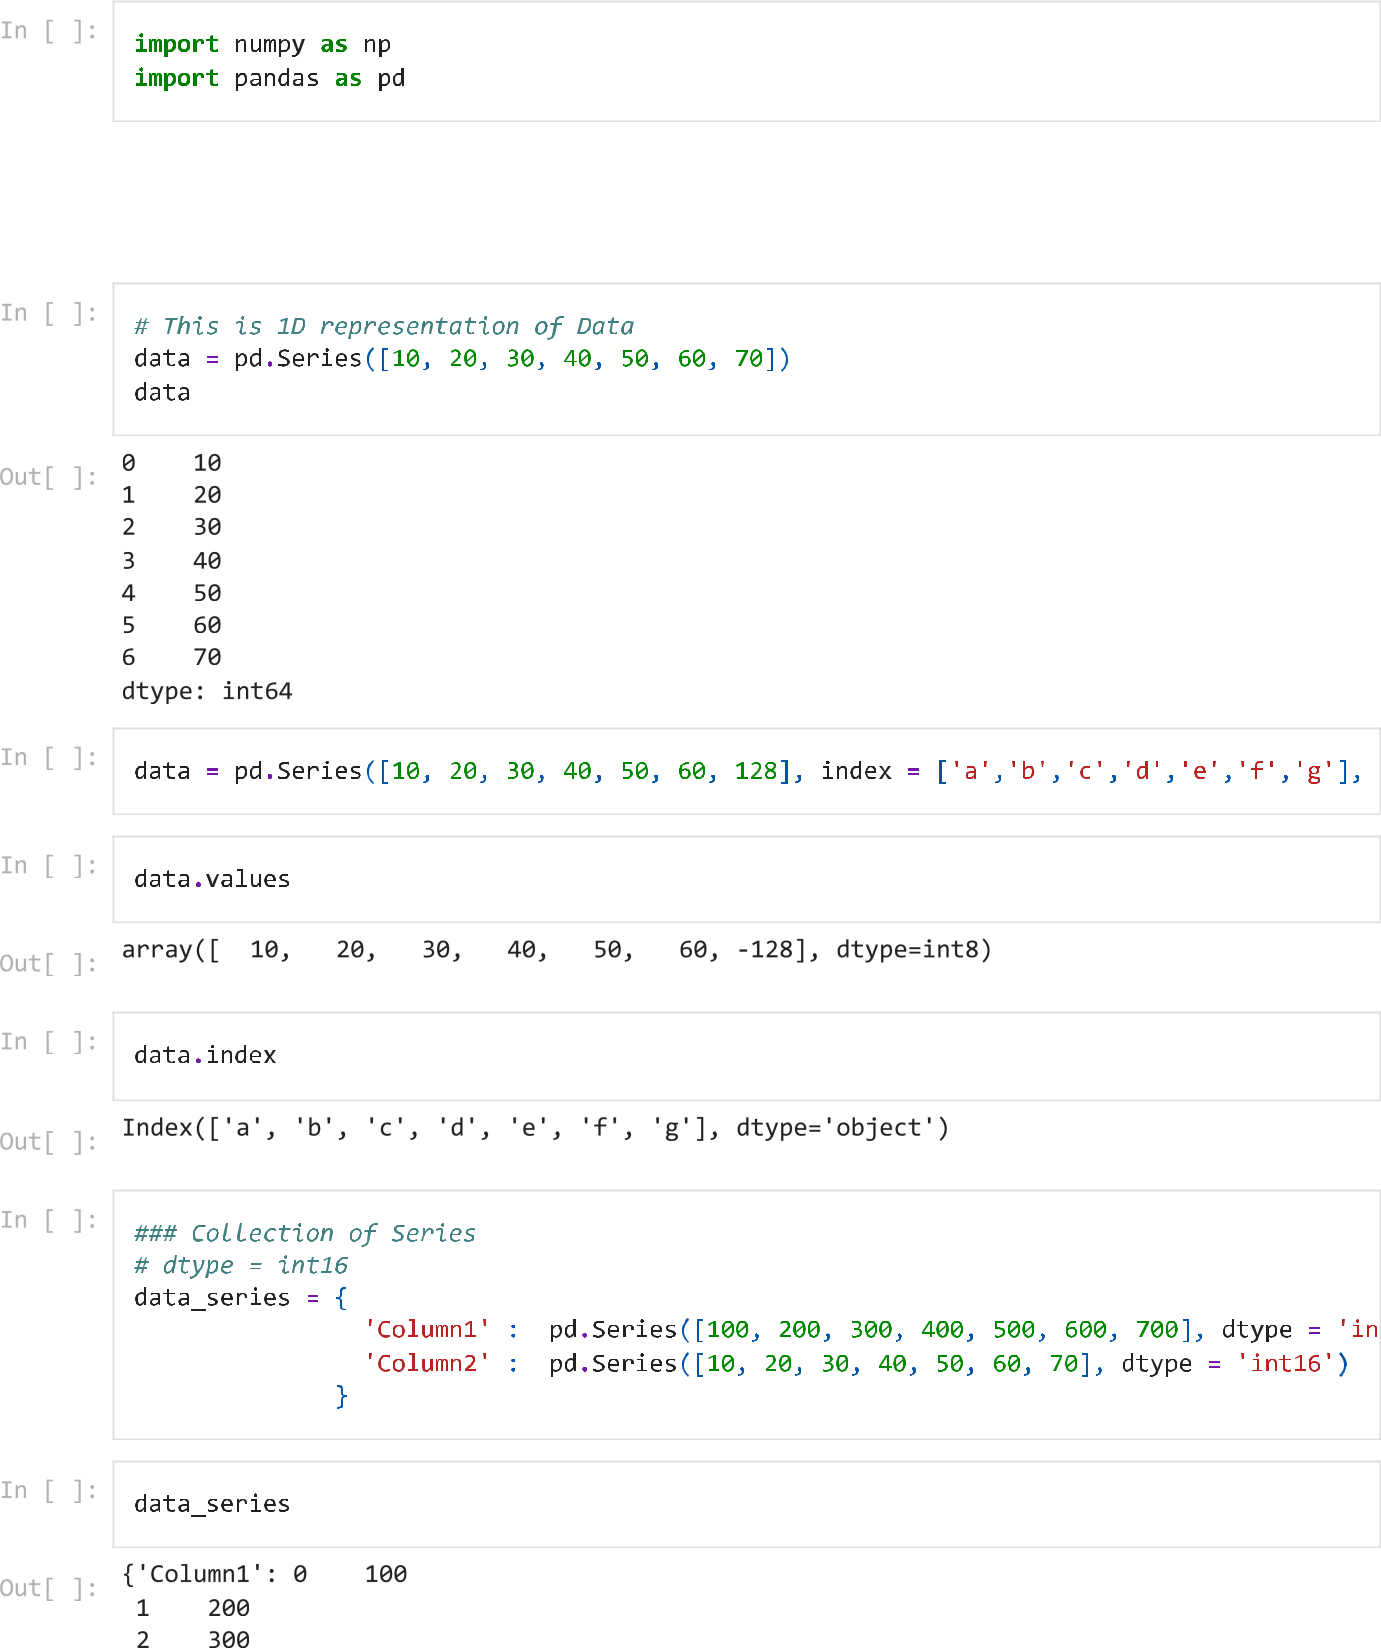 In [ ]:
import numpy as np
import pandas as pd
In [ ]:
# This is 1D representation of Data
data = pd.Series([10, 20, 30, 40, 50, 60, 70])
data
Out[ ]:
0    10
1    20
2    30
3    40
4    50
5    60
6    70
dtype: int64
In [ ]:
data = pd.Series([10, 20, 30, 40, 50, 60, 128], index = ['a','b','c','d','e','f','g'],
In [ ]:
data.values
Out[ ]:
array([  10,   20,   30,   40,   50,   60, -128], dtype=int8)
In [ ]:
data.index
Out[ ]:
Index(['a', 'b', 'c', 'd', 'e', 'f', 'g'], dtype='object')
In [ ]:
### Collection of Series
# dtype = int16
data_series = {
                'Column1' :  pd.Series([100, 200, 300, 400, 500, 600, 700], dtype = 'in
                'Column2' :  pd.Series([10, 20, 30, 40, 50, 60, 70], dtype = 'int16')
              }
In [ ]:
data_series
Out[ ]:
{'Column1': 0    100
 1    200
 2    300